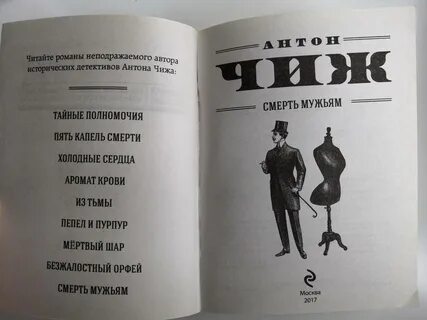 Читайте романы неподражаемого автора
исторических детективов Антона Чижа:
ТАЙНЫЕ ПОЛНОМОЧИЯ
ПЯТЬ КАПЕЛЬ СМЕРТИ
ХОЛОДНЫЕ СЕРДЦА
АРОМАТ КРОВИ
ИЗ ТЬМЫ
ПЕПЕЛ И ПУРПУР
МЁРТВЫЙ ШАР
БЕЗЖАЛОСТНЫЙ ОРФЕЙ
СМЕРТЬ МУЖЬЯМ
АНТОН
ЧИЖ
СМЕРТЬ МУЖЬЯМ
Москва
2017